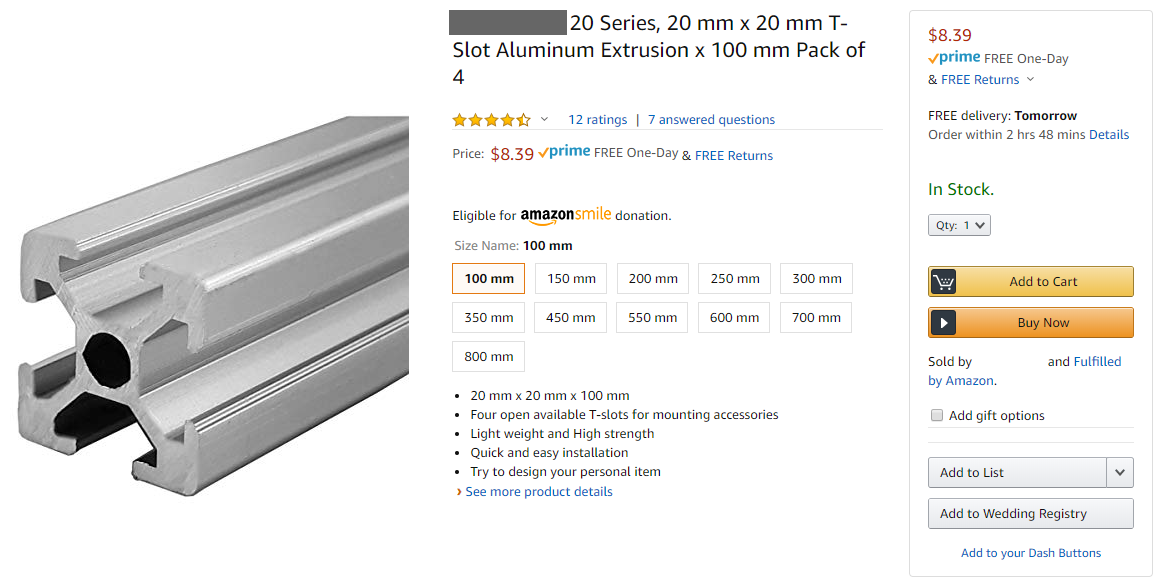 20 Series, 20 mm x 20 mm T-
Slot Aluminum Extrusion x 100 mm Pack of
4
12 ratings | 7 answered questions
Price: $8.39 prime FREE One-Day & FREE Returns
Eligible for amazonsmile donation.
Size Name: 100 mm
100 mm 150 mm 200 mm 250 mm 300 mm
350 mm 450 mm 550 mm 600 mm 700 mm
800 mm
• 20 mm x 20 mm x 100 mm
• Four open available T-slots for mounting accessories
• Light weight and High strength
• Quick and easy installation
• Try to design your personal item
› See more product details
$8.39
prime FREE One-Day
& FREE Returns
FREE delivery: Tomorrow
Order within 2 hrs 48 mins Details
In Stock.
Qty: 1
Add to Cart
Buy Now
Sold by and Fulfilled
by Amazon.
Add gift options
Add to List
Add to Wedding Registry
Add to your Dash Buttons